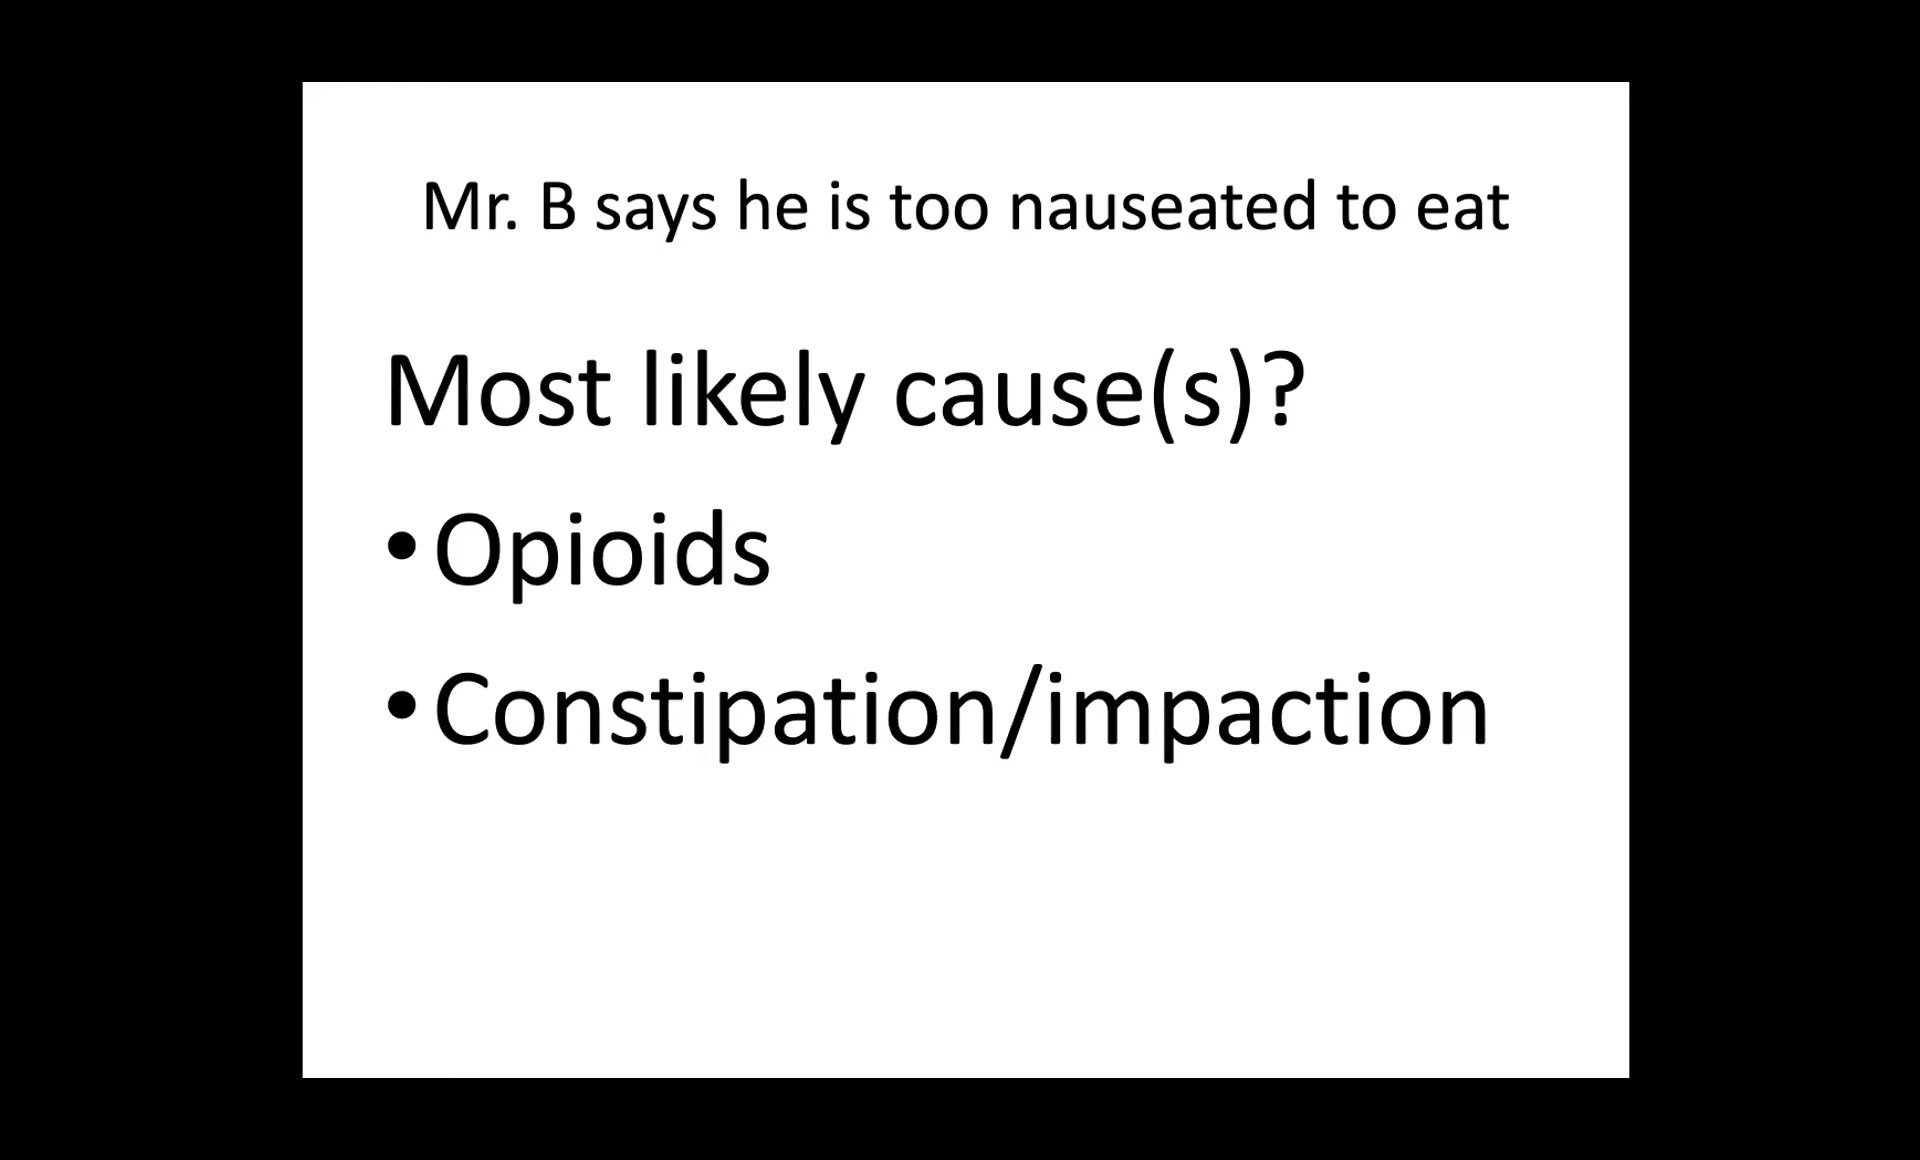 Mr. B says he is too nauseated to eat
Most likely cause(s)?
•Opioids
•Constipation/impaction